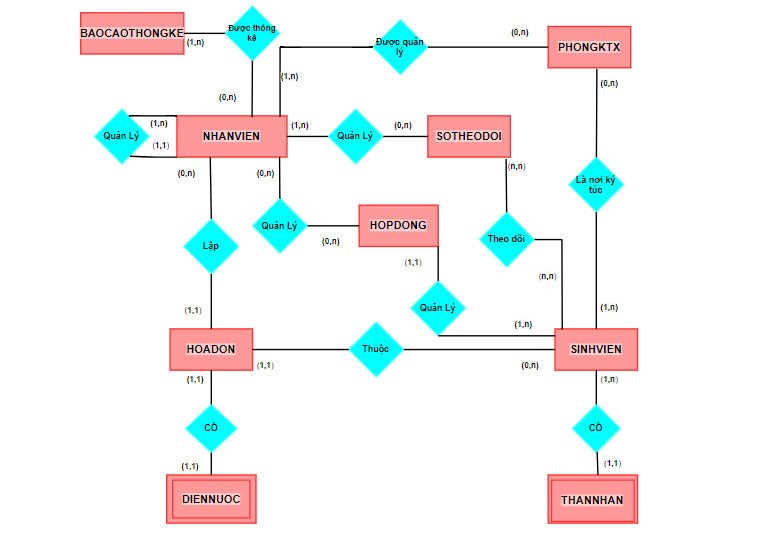 BAOCAOTHONGKE
(1,n)
Được thống
kê
(0,n)
(1,n)
Được quản
lý
(0,n)
PHONGKTX
(0,n)
Quản Lý
(1,n)
(1,1)
NHANVIEN
(1,n)
Quản Lý
(0,n)
SOTHEODOI
(n,n)
(0,n)
(0,n)
Là nơi ký
túc
Quản Lý
(0,n)
HOPDONG
(1,1)
Theo dõi
(n,n)
Lập
(1,1)
Quản Lý
(1,n)
(1,n)
HOADON
(1,1)
Thuộc
(0,n)
SINHVIEN
(1,1)
(1,n)
CÓ
CÓ
(1,1)
(1,1)
DIENNUOC
THANNHAN